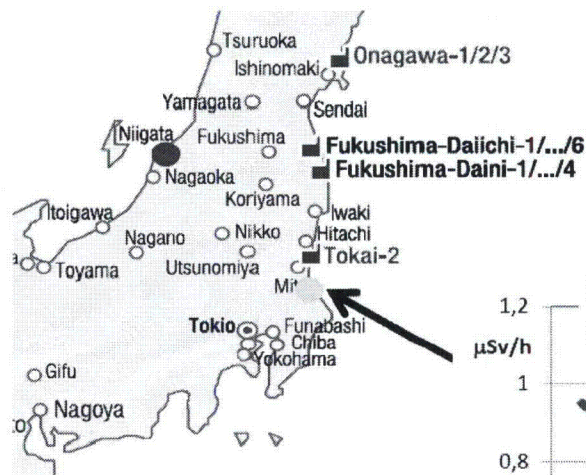 Tsuruoka
Onagawa-1/2/3
Ishinomaki
Yamagata
Sendai
Niigata
Fukushima
Fukushima-Daiichi-1/.../6
Fukushima-Daini-1/.../4
Nagaoka
Koriyama
Itoigawa
Iwaki
Nikko
Hitachi
Nagano
Tokai-2
Toyama
Utsunomiya
Mit
1,2
Tokio
Funabashi
µSv/h
Chiba
Yokohama
Gifu
1
Nagoya
to
0,8